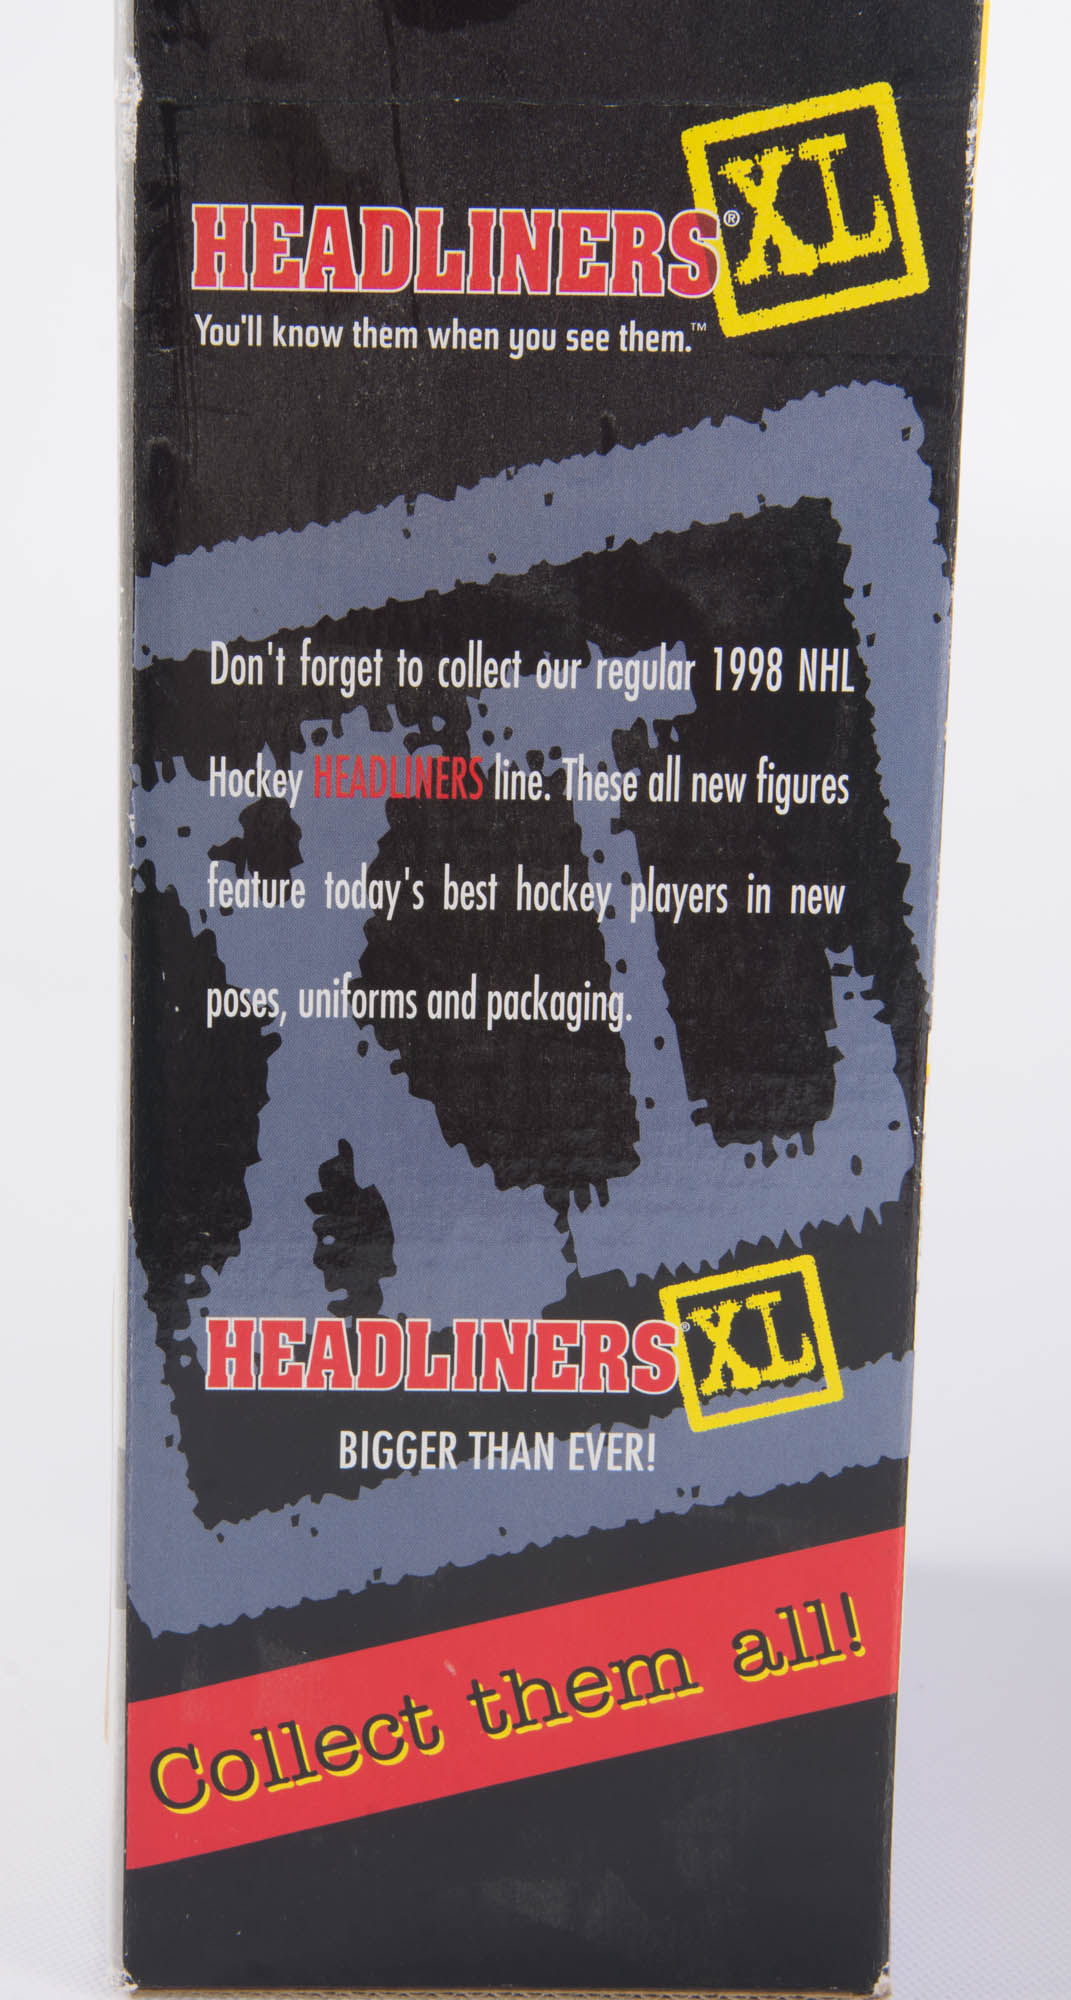 HEADLINERS® XL
You'll know them when you see them.™
Don't forget to collect our regular 1998 NHL
Hockey HEADLINERS line. These all new figures
feature today's best hockey players in new
poses, uniforms and packaging.
HEADLINERS® XL
BIGGER THAN EVER!
Collect them all!